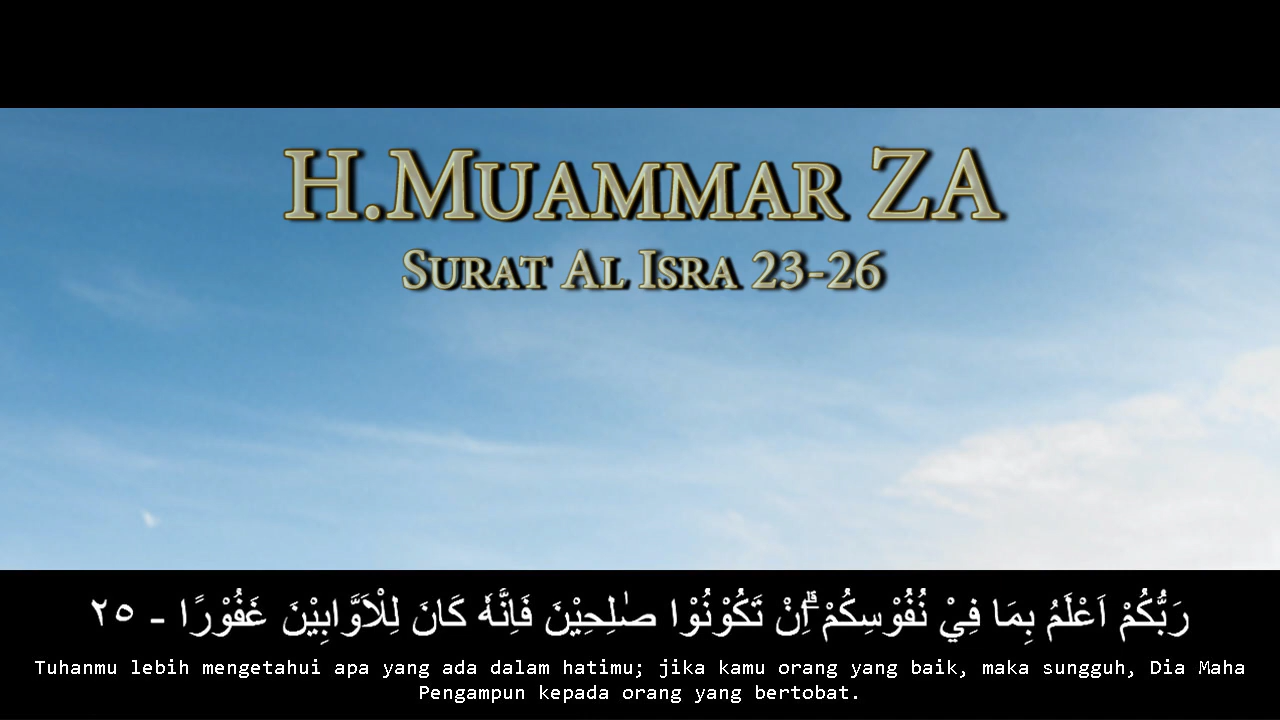 H.MUAMMAR ZA
SURAT AL ISRA 23-26
رَبُّكُمْ اَعْلَمُ بِمَا فِيْ نُفُوْسِكُمْ ۗاِنْ تَكُوْنُوْا صٰلِحِيْنَ فَاِنَّهٗ كَانَ لِلْاَوَّابِيْنَ غَفُوْرًا - ٢٥
Tuhanmu lebih mengetahui apa yang ada dalam hatimu; jika kamu orang yang baik, maka sungguh, Dia Maha
Pengampun kepada orang yang bertobat.